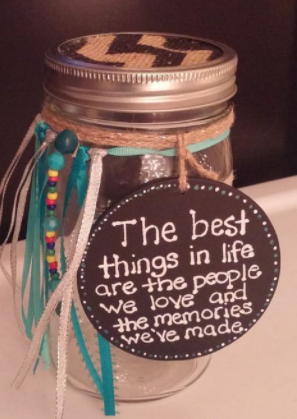 The best
things in life
are the people
we love and
the memories
we've made.